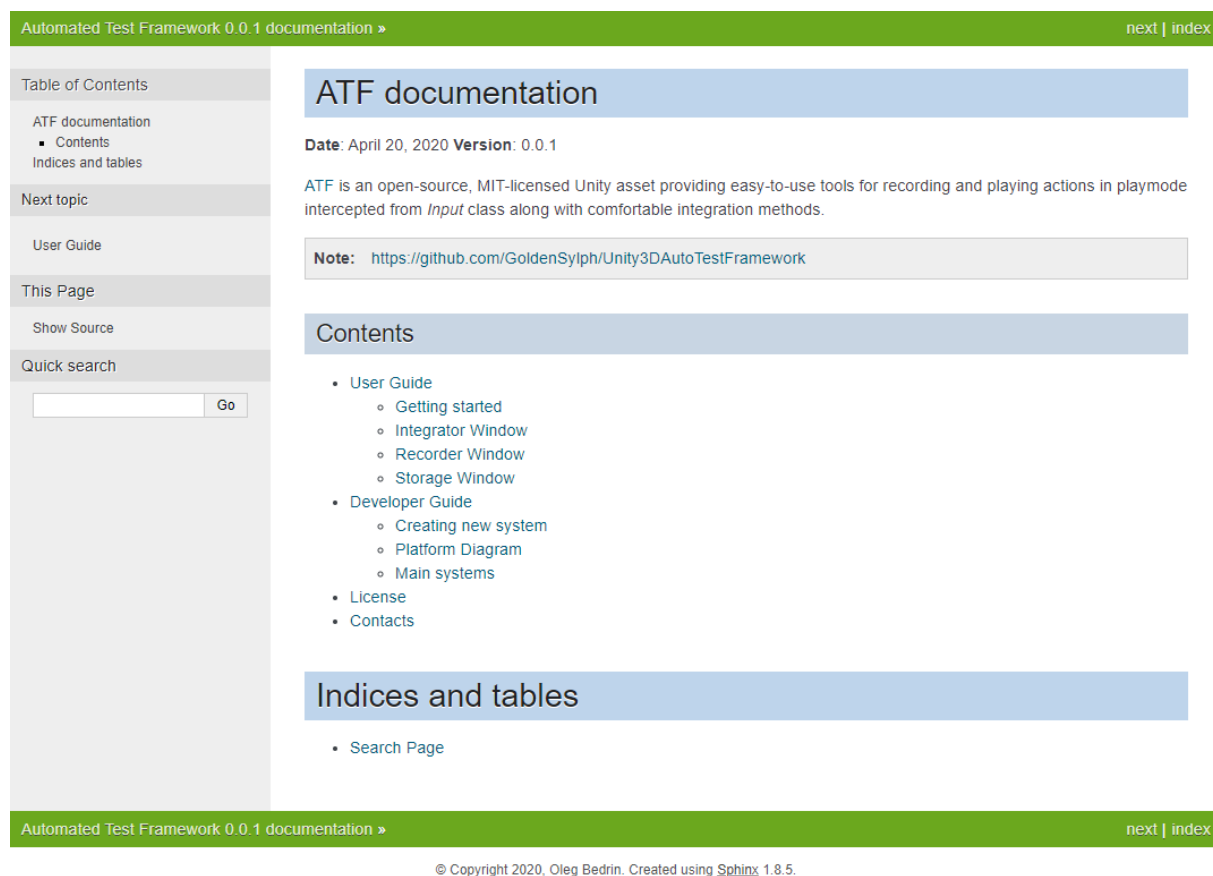 Automated Test Framework 0.0.1 documentation »
next | index
Table of Contents
ATF documentation
Contents
Indices and tables
Next topic
User Guide
This Page
Show Source
Quick search
Go
ATF documentation
Date: April 20, 2020 Version: 0.0.1
ATF is an open-source, MIT-licensed Unity asset providing easy-to-use tools for recording and playing actions in playmode
intercepted from Input class along with comfortable integration methods.
Note: https://github.com/GoldenSylph/Unity3DAutoTestFramework
Contents
User Guide
Getting started
Integrator Window
Recorder Window
Storage Window
Developer Guide
Creating new system
Platform Diagram
Main systems
License
Contacts
Indices and tables
Search Page
Automated Test Framework 0.0.1 documentation »
next | index
© Copyright 2020, Oleg Bedrin. Created using Sphinx 1.8.5.